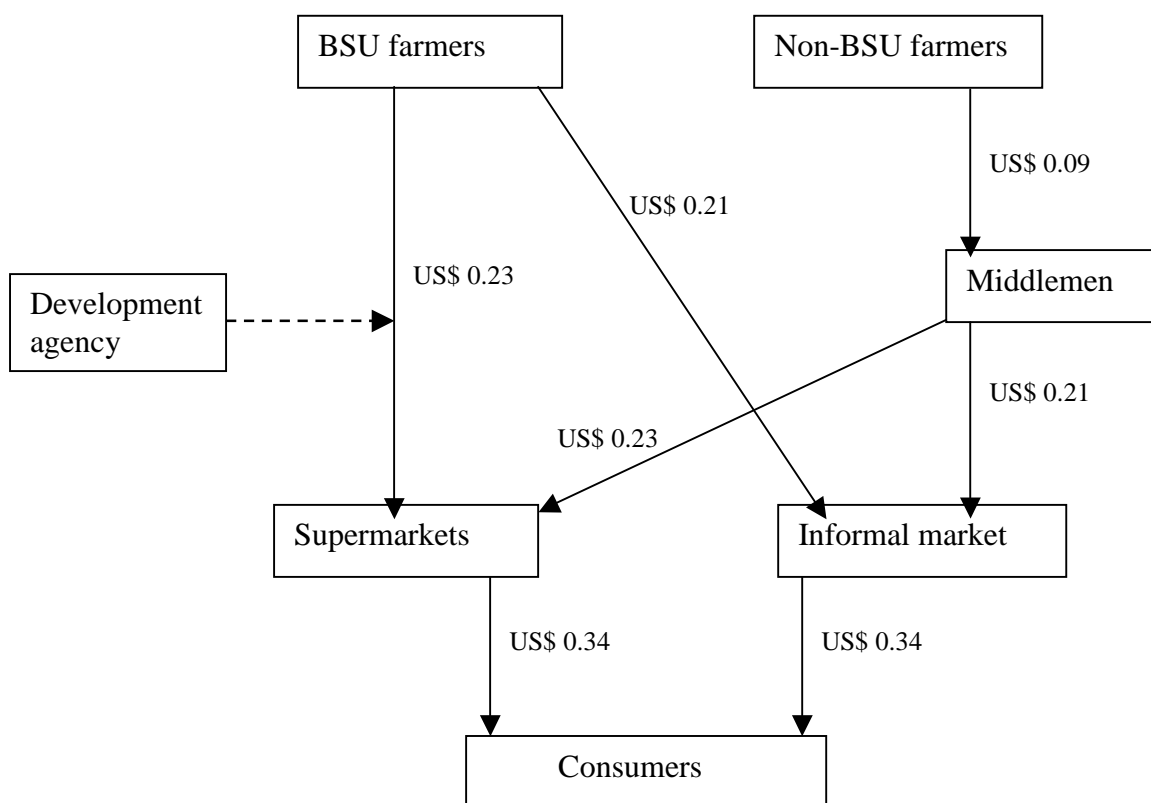 BSU farmers
Non-BSU farmers
US$ 0.09
US$ 0.21
Middlemen
US$ 0.23
Development
agency
US$ 0.21
US$ 0.23
Supermarkets
Informal market
US$ 0.34
US$ 0.34
Consumers